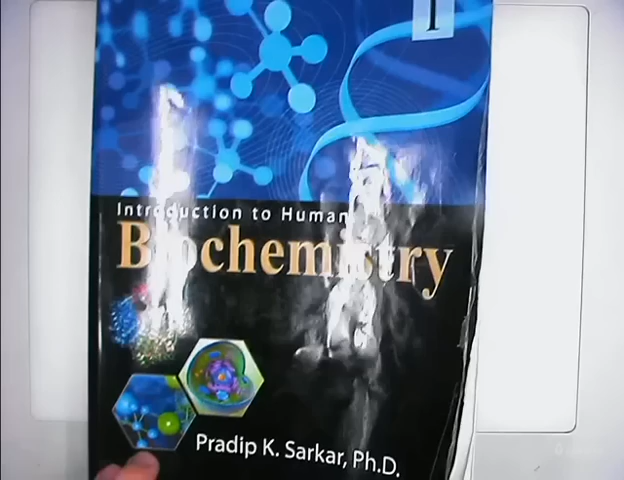 I
Introduction to Human
Biochemistry
Pradip K. Sarkar, Ph.D.